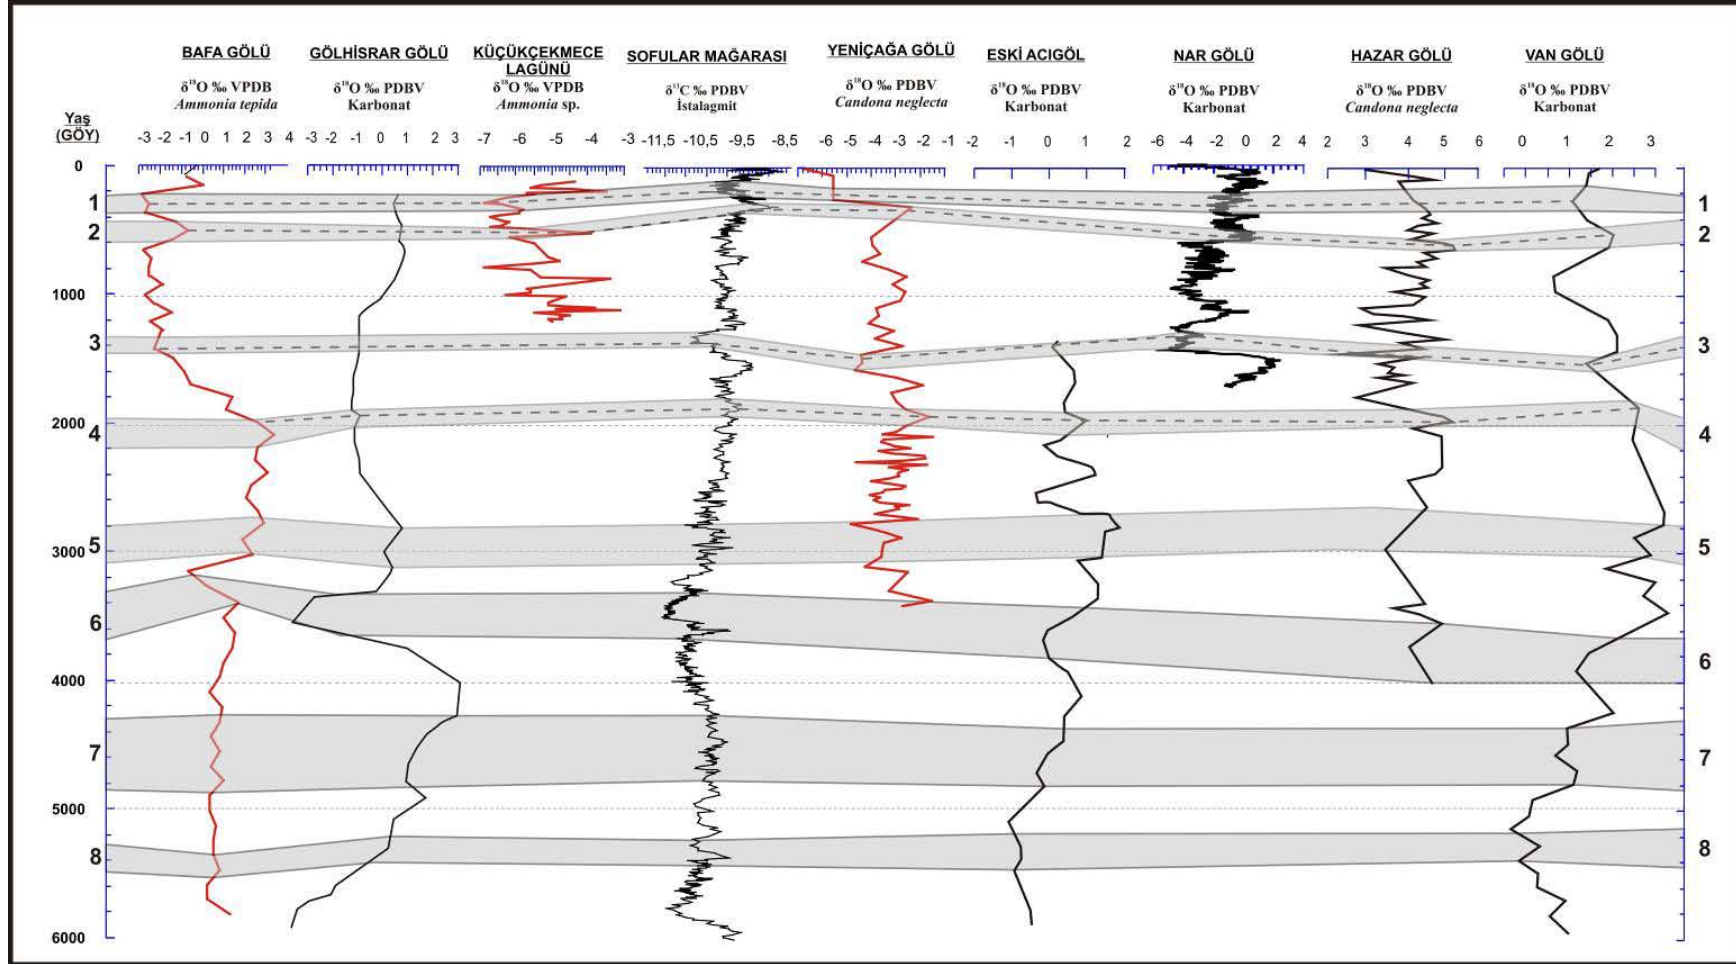 BAFA GÖLÜ
δ¹⁸O ‰ VPDB
Ammonia tepida
-3 -2 -1 0 1 2 3 4
GÖLHİSRAR GÖLÜ
δ¹⁸O ‰ PDBV
Karbonat
-3 -2 -1 0 1 2 3
KÜÇÜKÇEKMECE
LAGÜNÜ
δ¹⁸O ‰ VPDB
Ammonia sp.
-7 -6 -5 -4 -3
SOFULAR MAĞARASI
δ¹³C ‰ PDBV
İstalagmit
-11,5 -10,5 -9,5 -8,5
YENİÇAĞA GÖLÜ
δ¹⁸O ‰ PDBV
Candona neglecta
-6 -5 -4 -3 -2 -1
ESKİ ACIGÖL
δ¹⁸O ‰ PDBV
Karbonat
-2 -1 0 1 2
NAR GÖLÜ
δ¹⁸O ‰ PDBV
Karbonat
-6 -4 -2 0 2 4
HAZAR GÖLÜ
δ¹⁸O ‰ PDBV
Candona neglecta
2 2 4 5 6
VAN GÖLÜ
δ¹⁸O ‰ PDBV
Karbonat
0 1 2 3
Yaş
(GÖY)
0
1 1
2 2
1000
3 3
2000
4 4
5 5
3000
6 6
4000
7 7
5000
8 8
6000